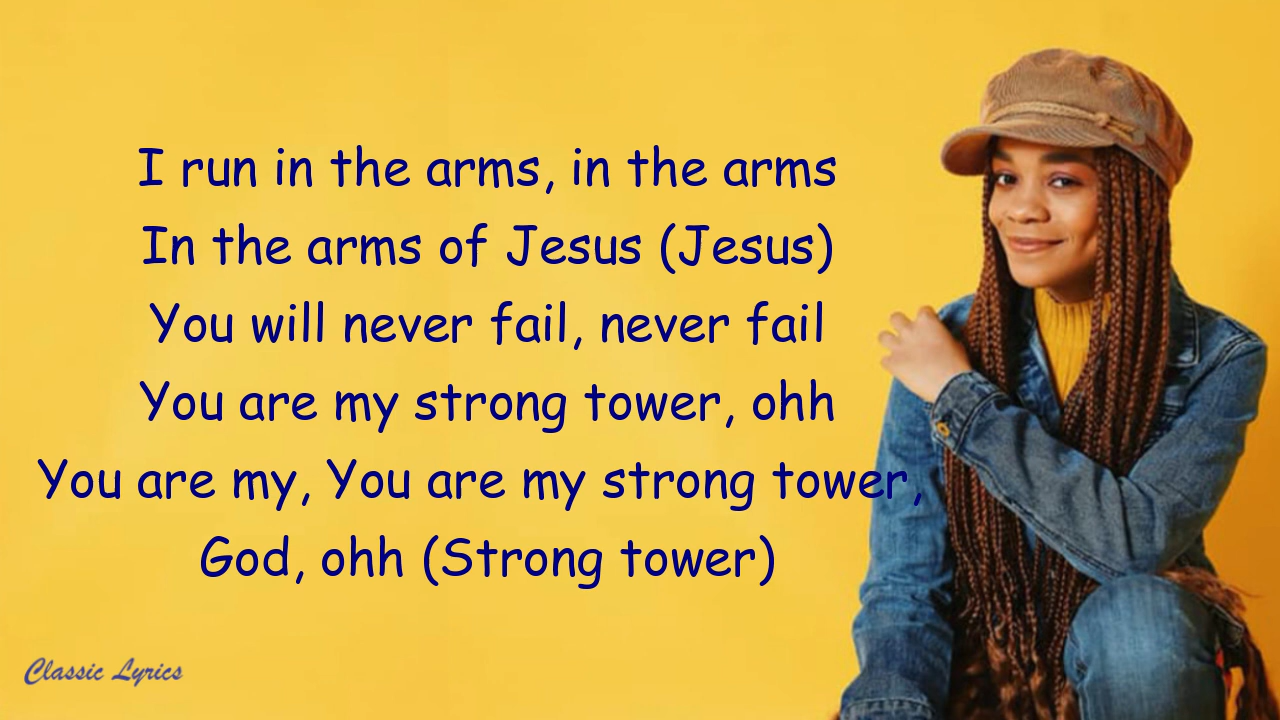 I run in the arms, in the arms
In the arms of Jesus (Jesus)
You will never fail, never fail
You are my strong tower, ohh
You are my, You are my strong tower,
God, ohh (Strong tower)
Classic Lyrics